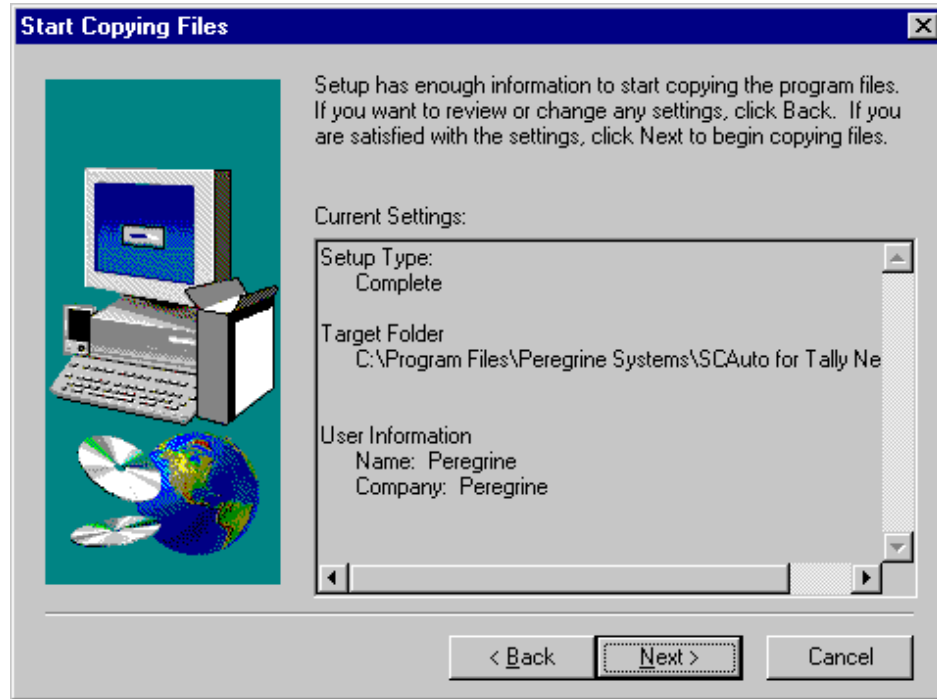 Start Copying Files
Setup has enough information to start copying the program files.
If you want to review or change any settings, click Back. If you
are satisfied with the settings, click Next to begin copying files.
Current Settings:
Setup Type:
Complete
Target Folder
C:\Program Files\Peregrine Systems\SCAuto for Tally Ne
User Information
Name: Peregrine
Company: Peregrine
< Back
Next >
Cancel